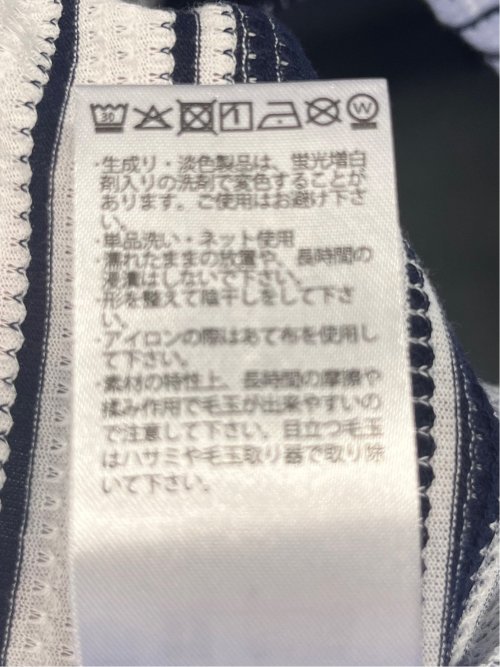 30 1 W
・生成り・淡色製品は、蛍光増白
剤入りの洗剤で変色することが
あります。ご使用はお避け下さ
い。
・単品洗い・ネット使用
・濡れたままの放置や、長時間の
浸漬はしないで下さい。
・形を整えて陰干しをして下さ
い。
・アイロンの際はあて布を使用し
て下さい。
・素材の特性上、長時間の摩擦や
揉み作用で毛玉が出来やすいの
で注意して下さい。目立つ毛玉
はハサミや毛玉取り器で取り除
いて下さい。